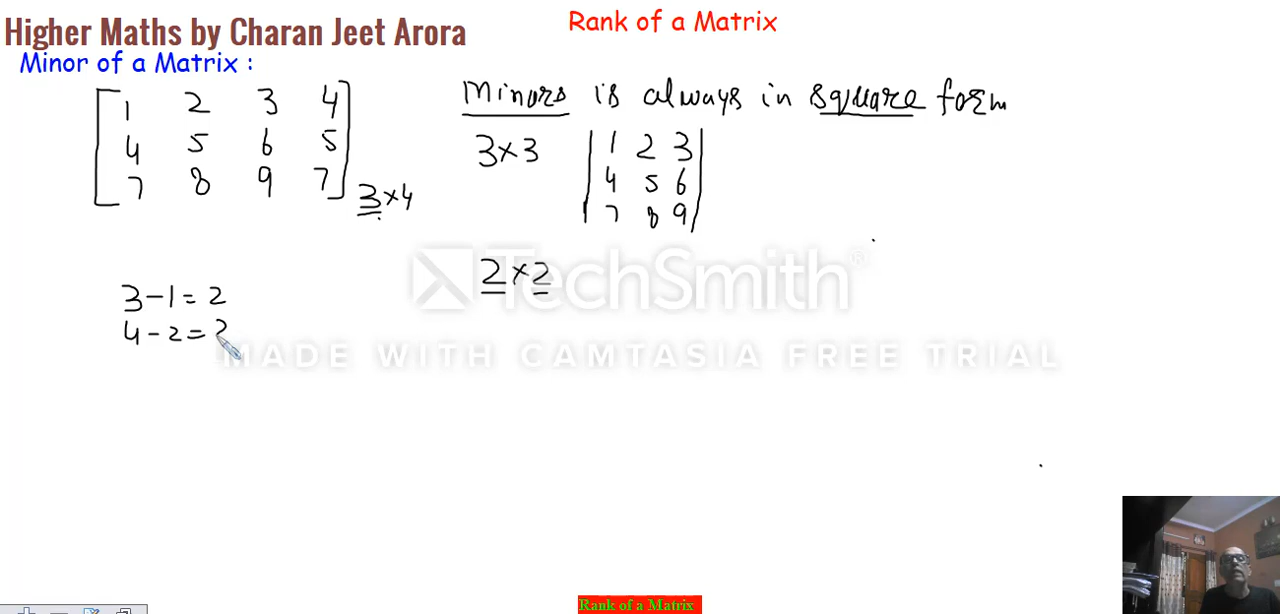 Higher Maths by Charan Jeet Arora
Rank of a Matrix
Minor of a Matrix :
1 2 3 4
4 5 6 5
7 8 9 7
3×4
Minors is always in square form
3×3
1 2 3
4 5 6
7 8 9
2×2
3-1=2
4-2=2
TechSmith®
MADE WITH CAMTASIA FREE TRIAL
Rank of a Matrix